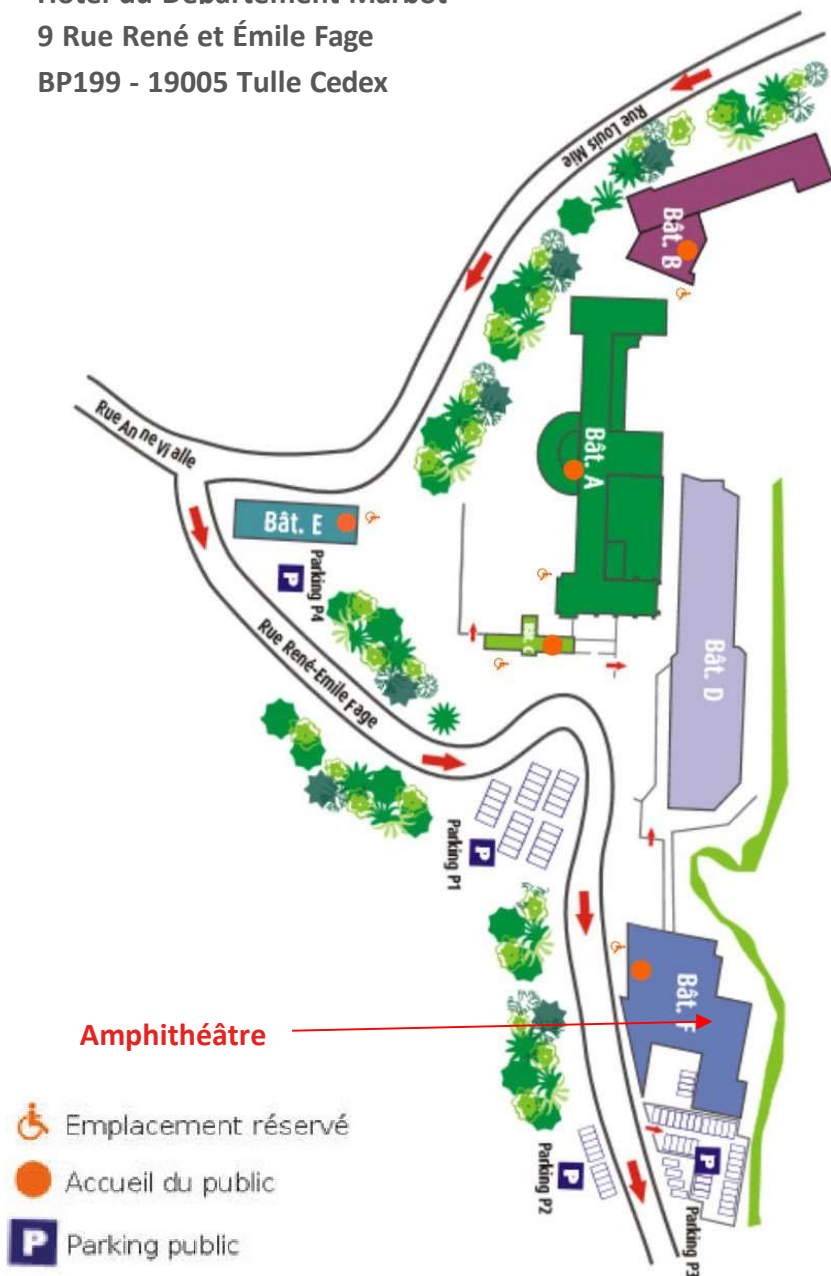 Hôtel du Département Marbot
9 Rue René et Émile Fage
BP199 - 19005 Tulle Cedex
Rue Louis Mie
Bât. B
Bât. A
Rue Anne Vialle
Bât. E
Parking P4
P
Bât. C
Bât. D
Rue René-Emile Fage
Parking P1
P
Bât. F
Amphithéâtre
Emplacement réservé
Accueil du public
P Parking public
Parking P2
P
P
Parking P3